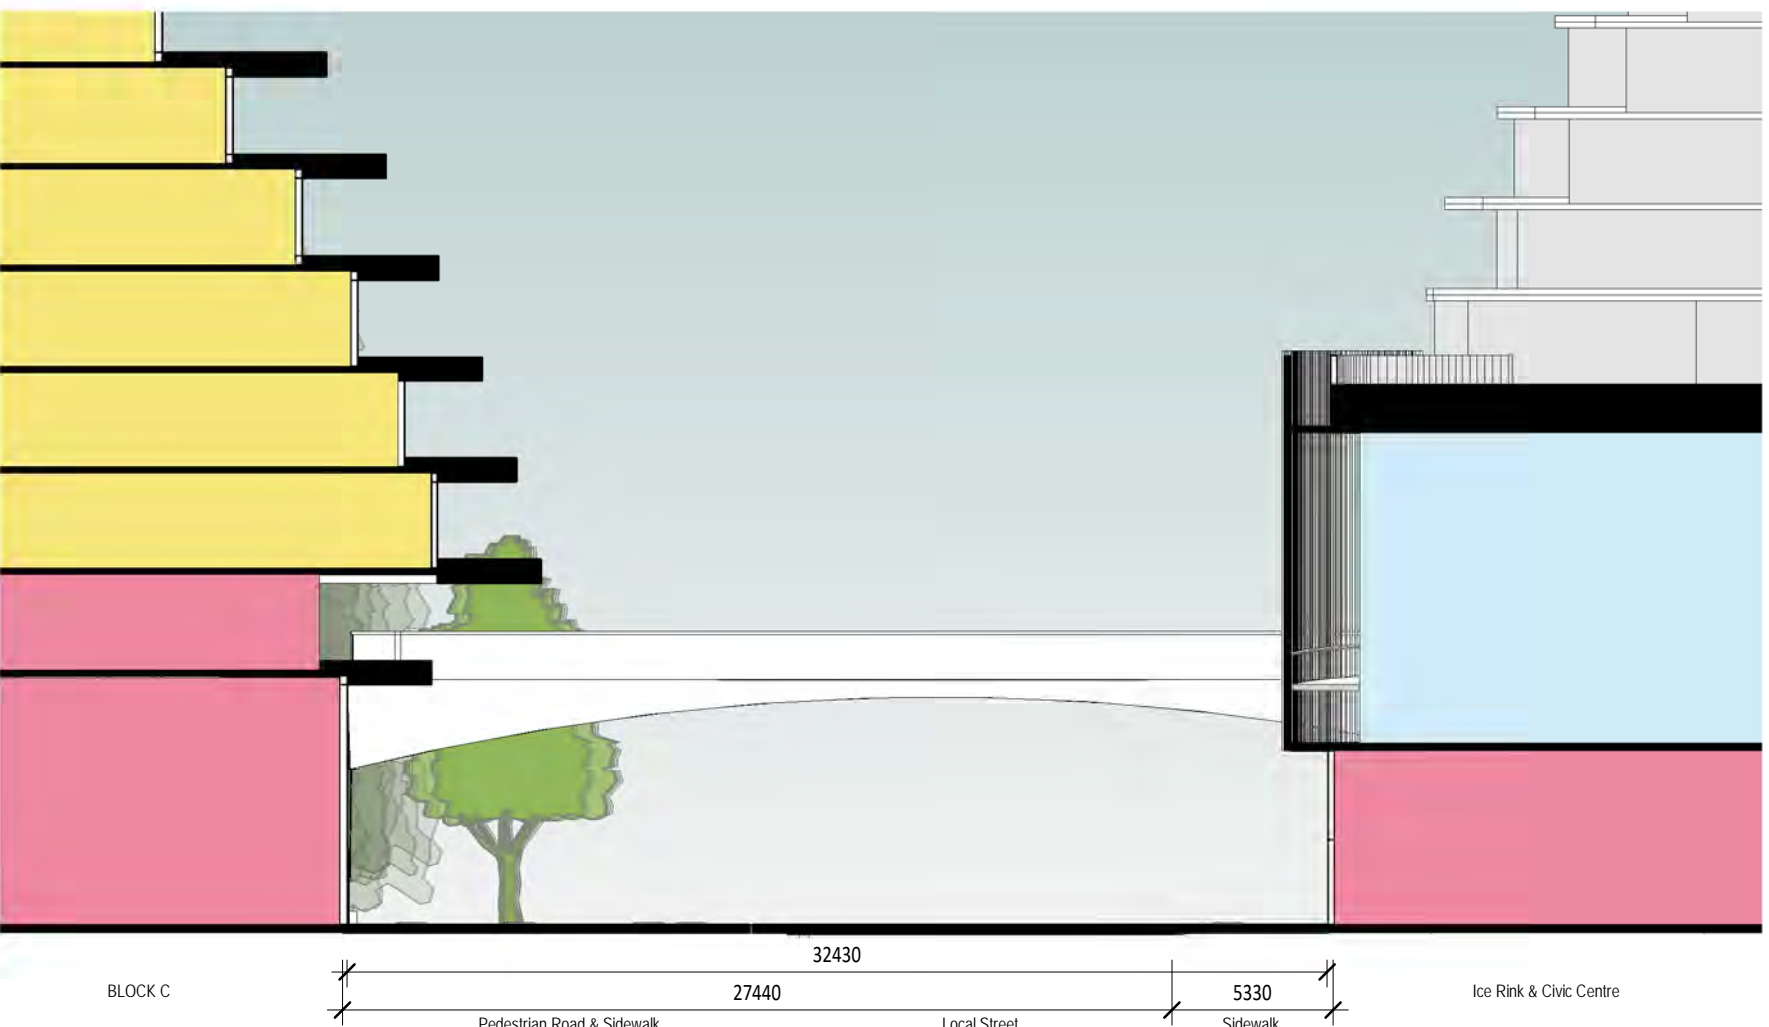 32430
BLOCK C
27440
5330
Ice Rink & Civic Centre
Pedestrian Road & Sidewalk
Local Street
Sidewalk